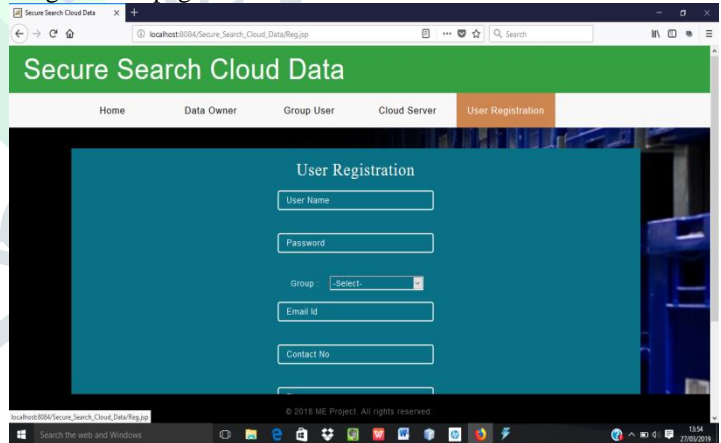 Secure Search Cloud Data
localhost:8084/Secure_Search_Cloud_Data/Reg.jsp
Search
Secure Search Cloud Data
Home Data Owner Group User Cloud Server User Registration
User Registration
User Name
Password
Group : -Select-
Email Id
Contact No
© 2018 ME Project. All rights reserved
localhost:8084/Secure_Search_Cloud_Data/Reg.jsp
Search the web and Windows
13:54
27/03/2019